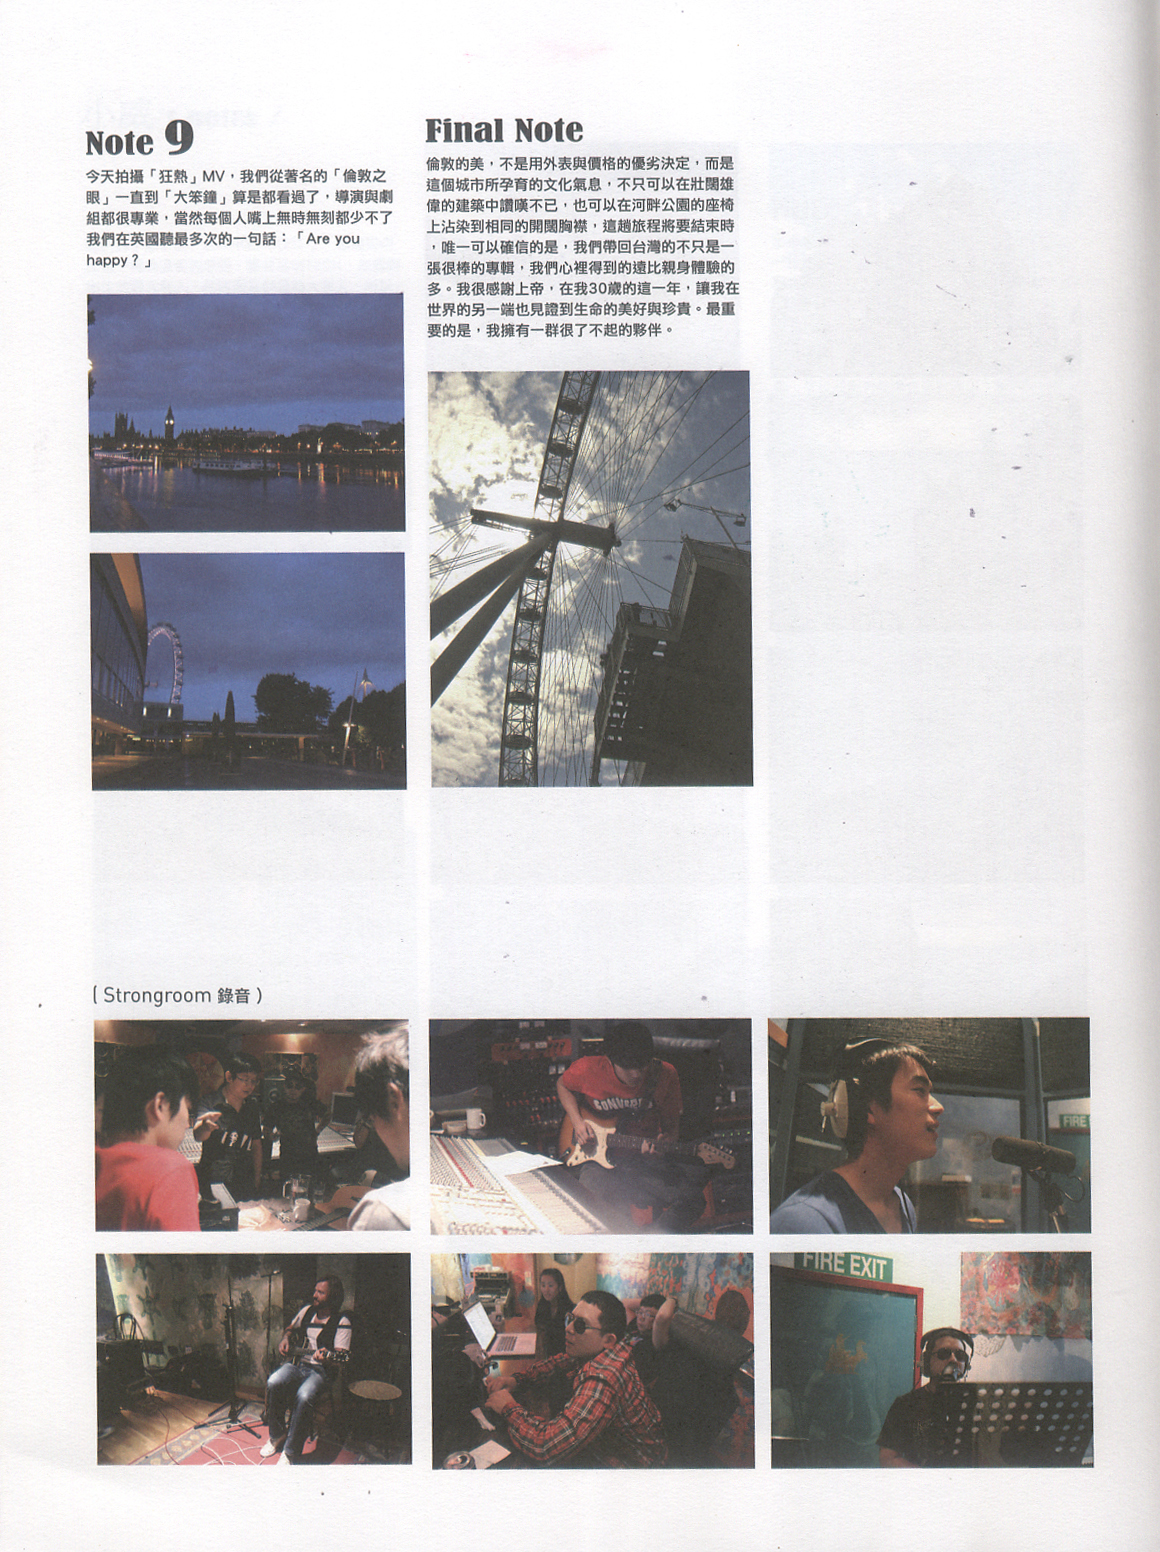 Note 9
今天拍攝「狂熱」MV，我們從著名的「倫敦之
眼」一直到「大笨鐘」算是都看過了，導演與劇
組都很專業，當然每個人嘴上無時無刻都少不了
我們在英國聽最多次的一句話：「Are you
happy？」
Final Note
倫敦的美，不是用外表與價格的優劣決定，而是
這個城市所孕育的文化氣息，不只可以在壯闊雄
偉的建築中讚嘆不已，也可以在河畔公園的座椅
上沾染到相同的開闊胸襟，這趟旅程將要結束時
，唯一可以確信的是，我們帶回台灣的不只是一
張很棒的專輯，我們心裡得到的遠比親身體驗的
多。我很感謝上帝，在我30歲的這一年，讓我在
世界的另一端也見證到生命的美好與珍貴。最重
要的是，我擁有一群很了不起的夥伴。
( Strongroom 錄音 )
CONVERSE
FIRE
FIRE EXIT